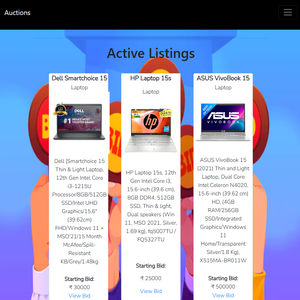 Auctions
Active Listings
Dell Smartchoice 15
Laptop
DELL
Dell [Smartchoice 15
Thin & Light Laptop,
12th Gen Intel Core
i3-1215U
Processor/8GB/512GB
SSD/Intel UHD
Graphics/15.6"
(39.62cm)
FHD/Windows 11 +
MSO'21/15 Month
McAfee/Spill-
Resistant
KB/Grey/1.48kg
Starting Bid:
₹ 30000
View Bid
HP Laptop 15s
Laptop
hp
HP Laptop 15s, 12th
Gen Intel Core i3,
15.6-inch (39.6 cm),
8GB DDR4, 512GB
SSD, Thin & light,
Dual speakers (Win
11, MSO 2021, Silver,
1.69 kg), fq5007TU /
FQ5327TU
Starting Bid:
₹ 25000
View Bid
ASUS VivoBook 15
Laptop
ASUS
VIVOBOOK
ASUS VivoBook 15
(2021) Thin and Light
Laptop, Dual Core
Intel Celeron N4020,
15.6-inch (39.62 cm)
HD, (4GB
RAM/256GB
SSD/Integrated
Graphics/Windows
11
Home/Transparent
Silver/1.8 Kg),
X515MA-BR011W
Starting Bid:
₹ 500000
View Bid